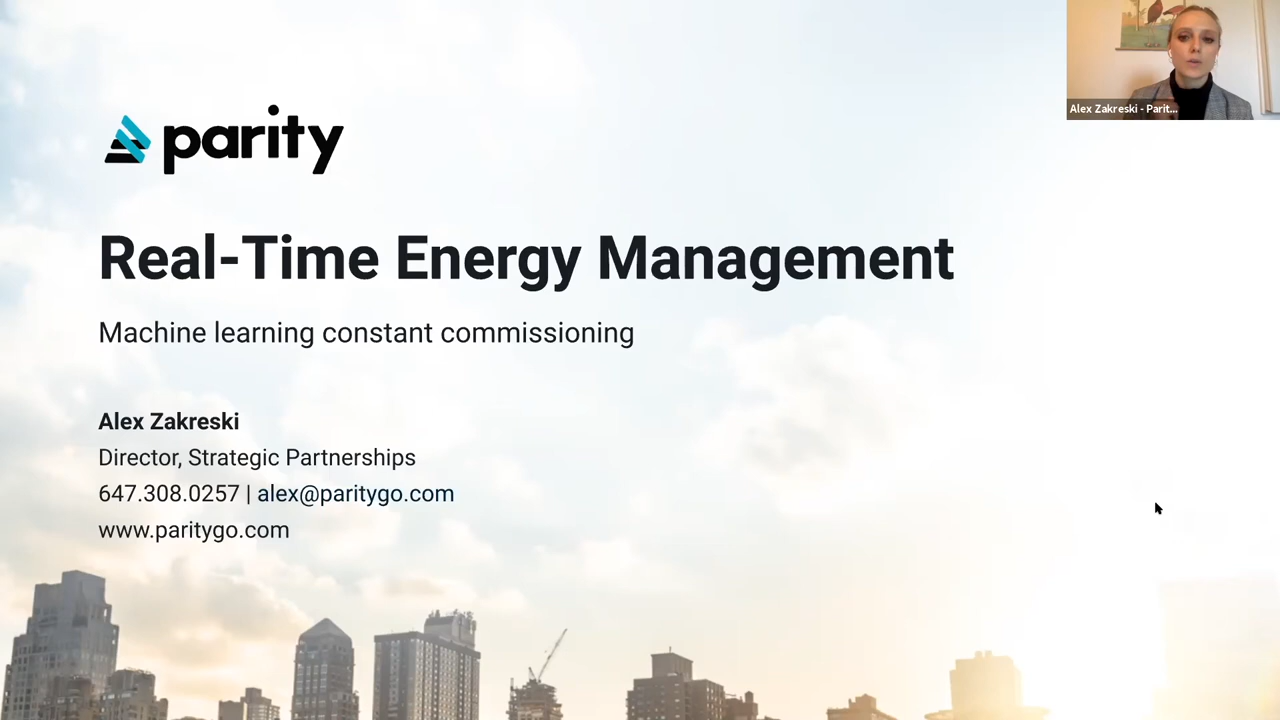 Alex Zakreski - Parit...
parity
Real-Time Energy Management
Machine learning constant commissioning
Alex Zakreski
Director, Strategic Partnerships
647.308.0257 | alex@paritygo.com
www.paritygo.com